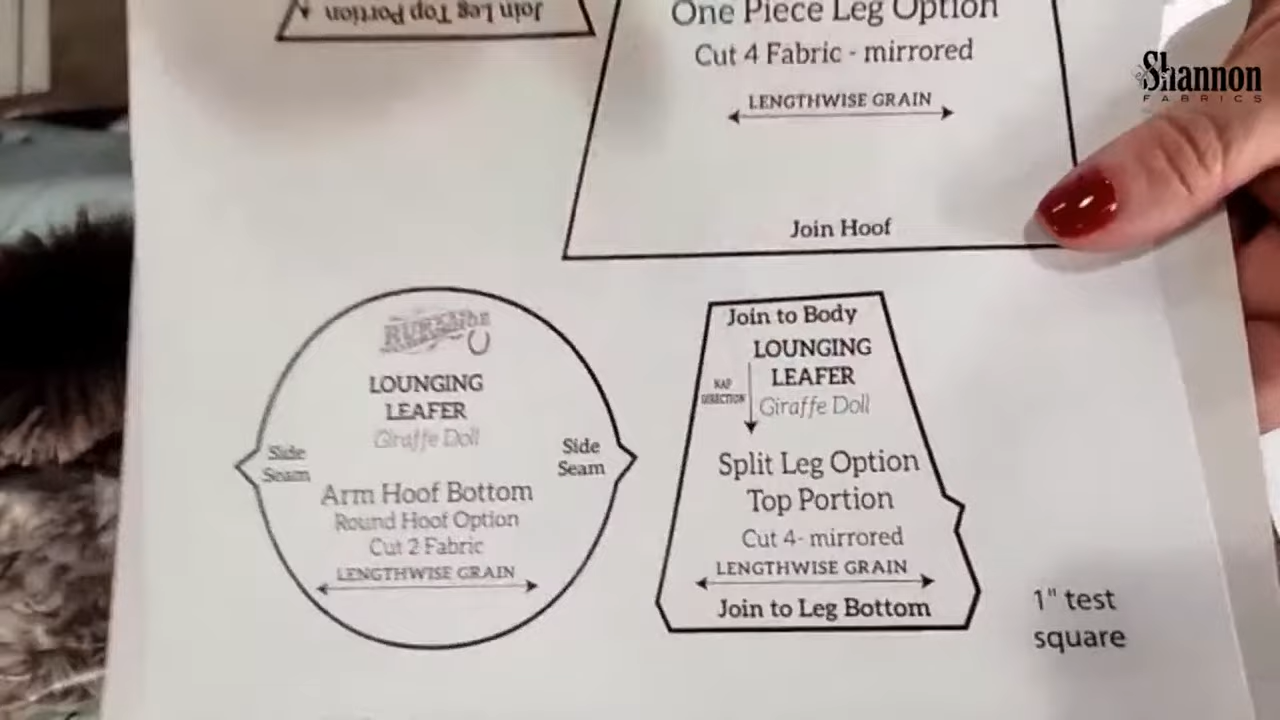 Join Leg Top Portion
One Piece Leg Option
Cut 4 Fabric - mirrored
LENGTHWISE GRAIN
Join Hoof
Shannon
FABRICS
LOUNGING
LEAFER
Giraffe Doll
Side
Seam
Side
Seam
Arm Hoof Bottom
Round Hoof Option
Cut 2 Fabric
LENGTHWISE GRAIN
Join to Body
LOUNGING
LEAFER
NAP
DIRECTION
Giraffe Doll
Split Leg Option
Top Portion
Cut 4- mirrored
LENGTHWISE GRAIN
Join to Leg Bottom
1" test
square